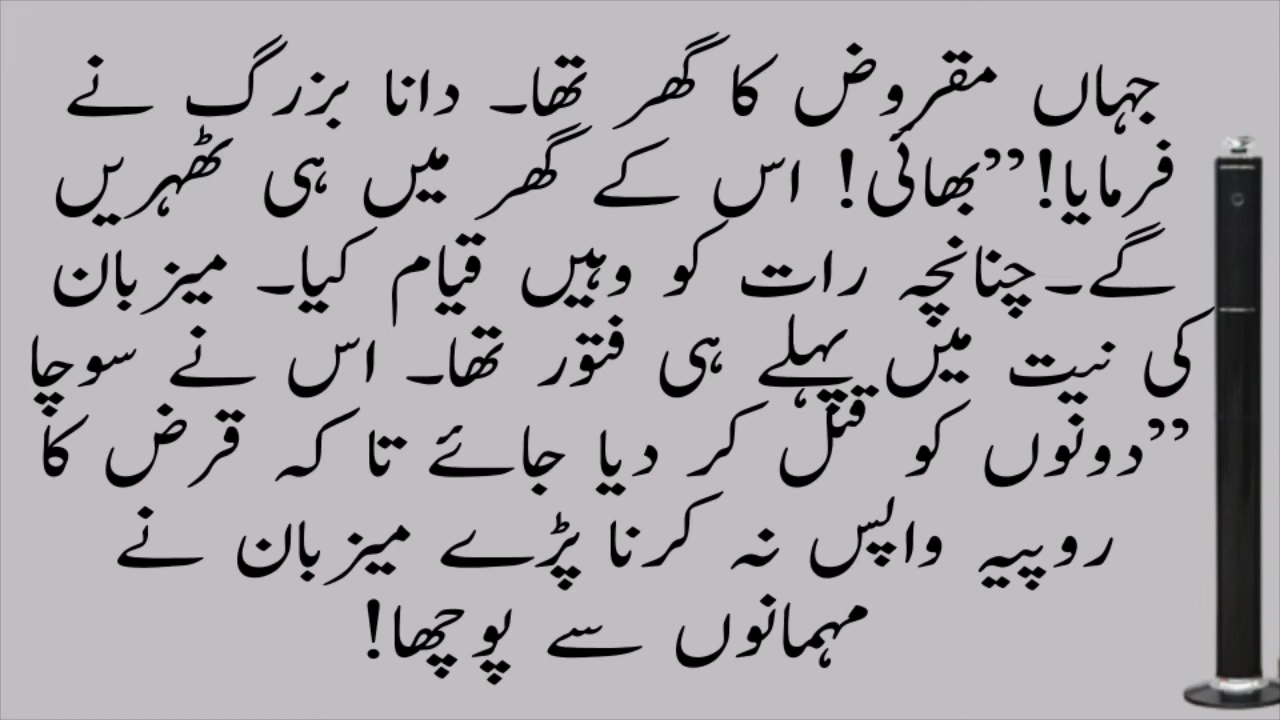 جہاں مقروض کا گھر تھا۔ دانا بزرگ نے
فرمایا!”بھائی! اس کے گھر میں ہی ٹھہریں
گے۔چنانچہ رات کو وہیں قیام کیا۔ میزبان
کی نیت میں پہلے ہی فتور تھا۔ اس نے سوچا
”دونوں کو قتل کر دیا جائے تا کہ قرض کا
روپیہ واپس نہ کرنا پڑے میزبان نے
مہمانوں سے پوچھا!